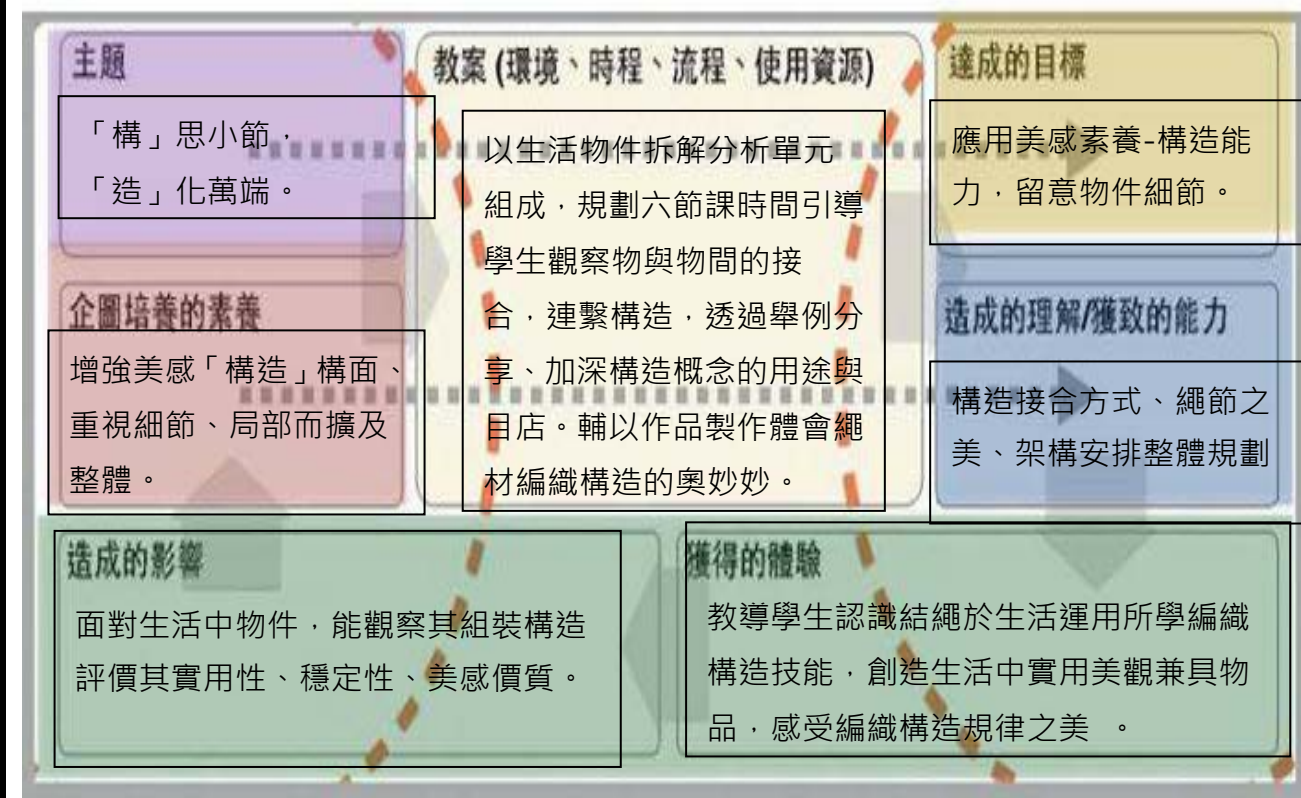 主題
「構」思小節，
「造」化萬端。
企圖培養的素養
增強美感「構造」構面、
重視細節、局部而擴及
整體。
教案 (環境、時程、流程、使用資源)
以生活物件拆解分析單元
組成，規劃六節課時間引導
學生觀察物與物間的接
合，連繫構造，透過舉例分
享、加深構造概念的用途與
目店。輔以作品製作體會繩
材編織構造的奧妙妙。
達成的目標
應用美感素養-構造能
力，留意物件細節。
造成的理解/獲致的能力
構造接合方式、繩節之
美、架構安排整體規劃
造成的影響
面對生活中物件，能觀察其組裝構造
評價其實用性、穩定性、美感價質。
獲得的體驗
教導學生認識結繩於生活運用所學編織
構造技能，創造生活中實用美觀兼具物
品，感受編織構造規律之美 。